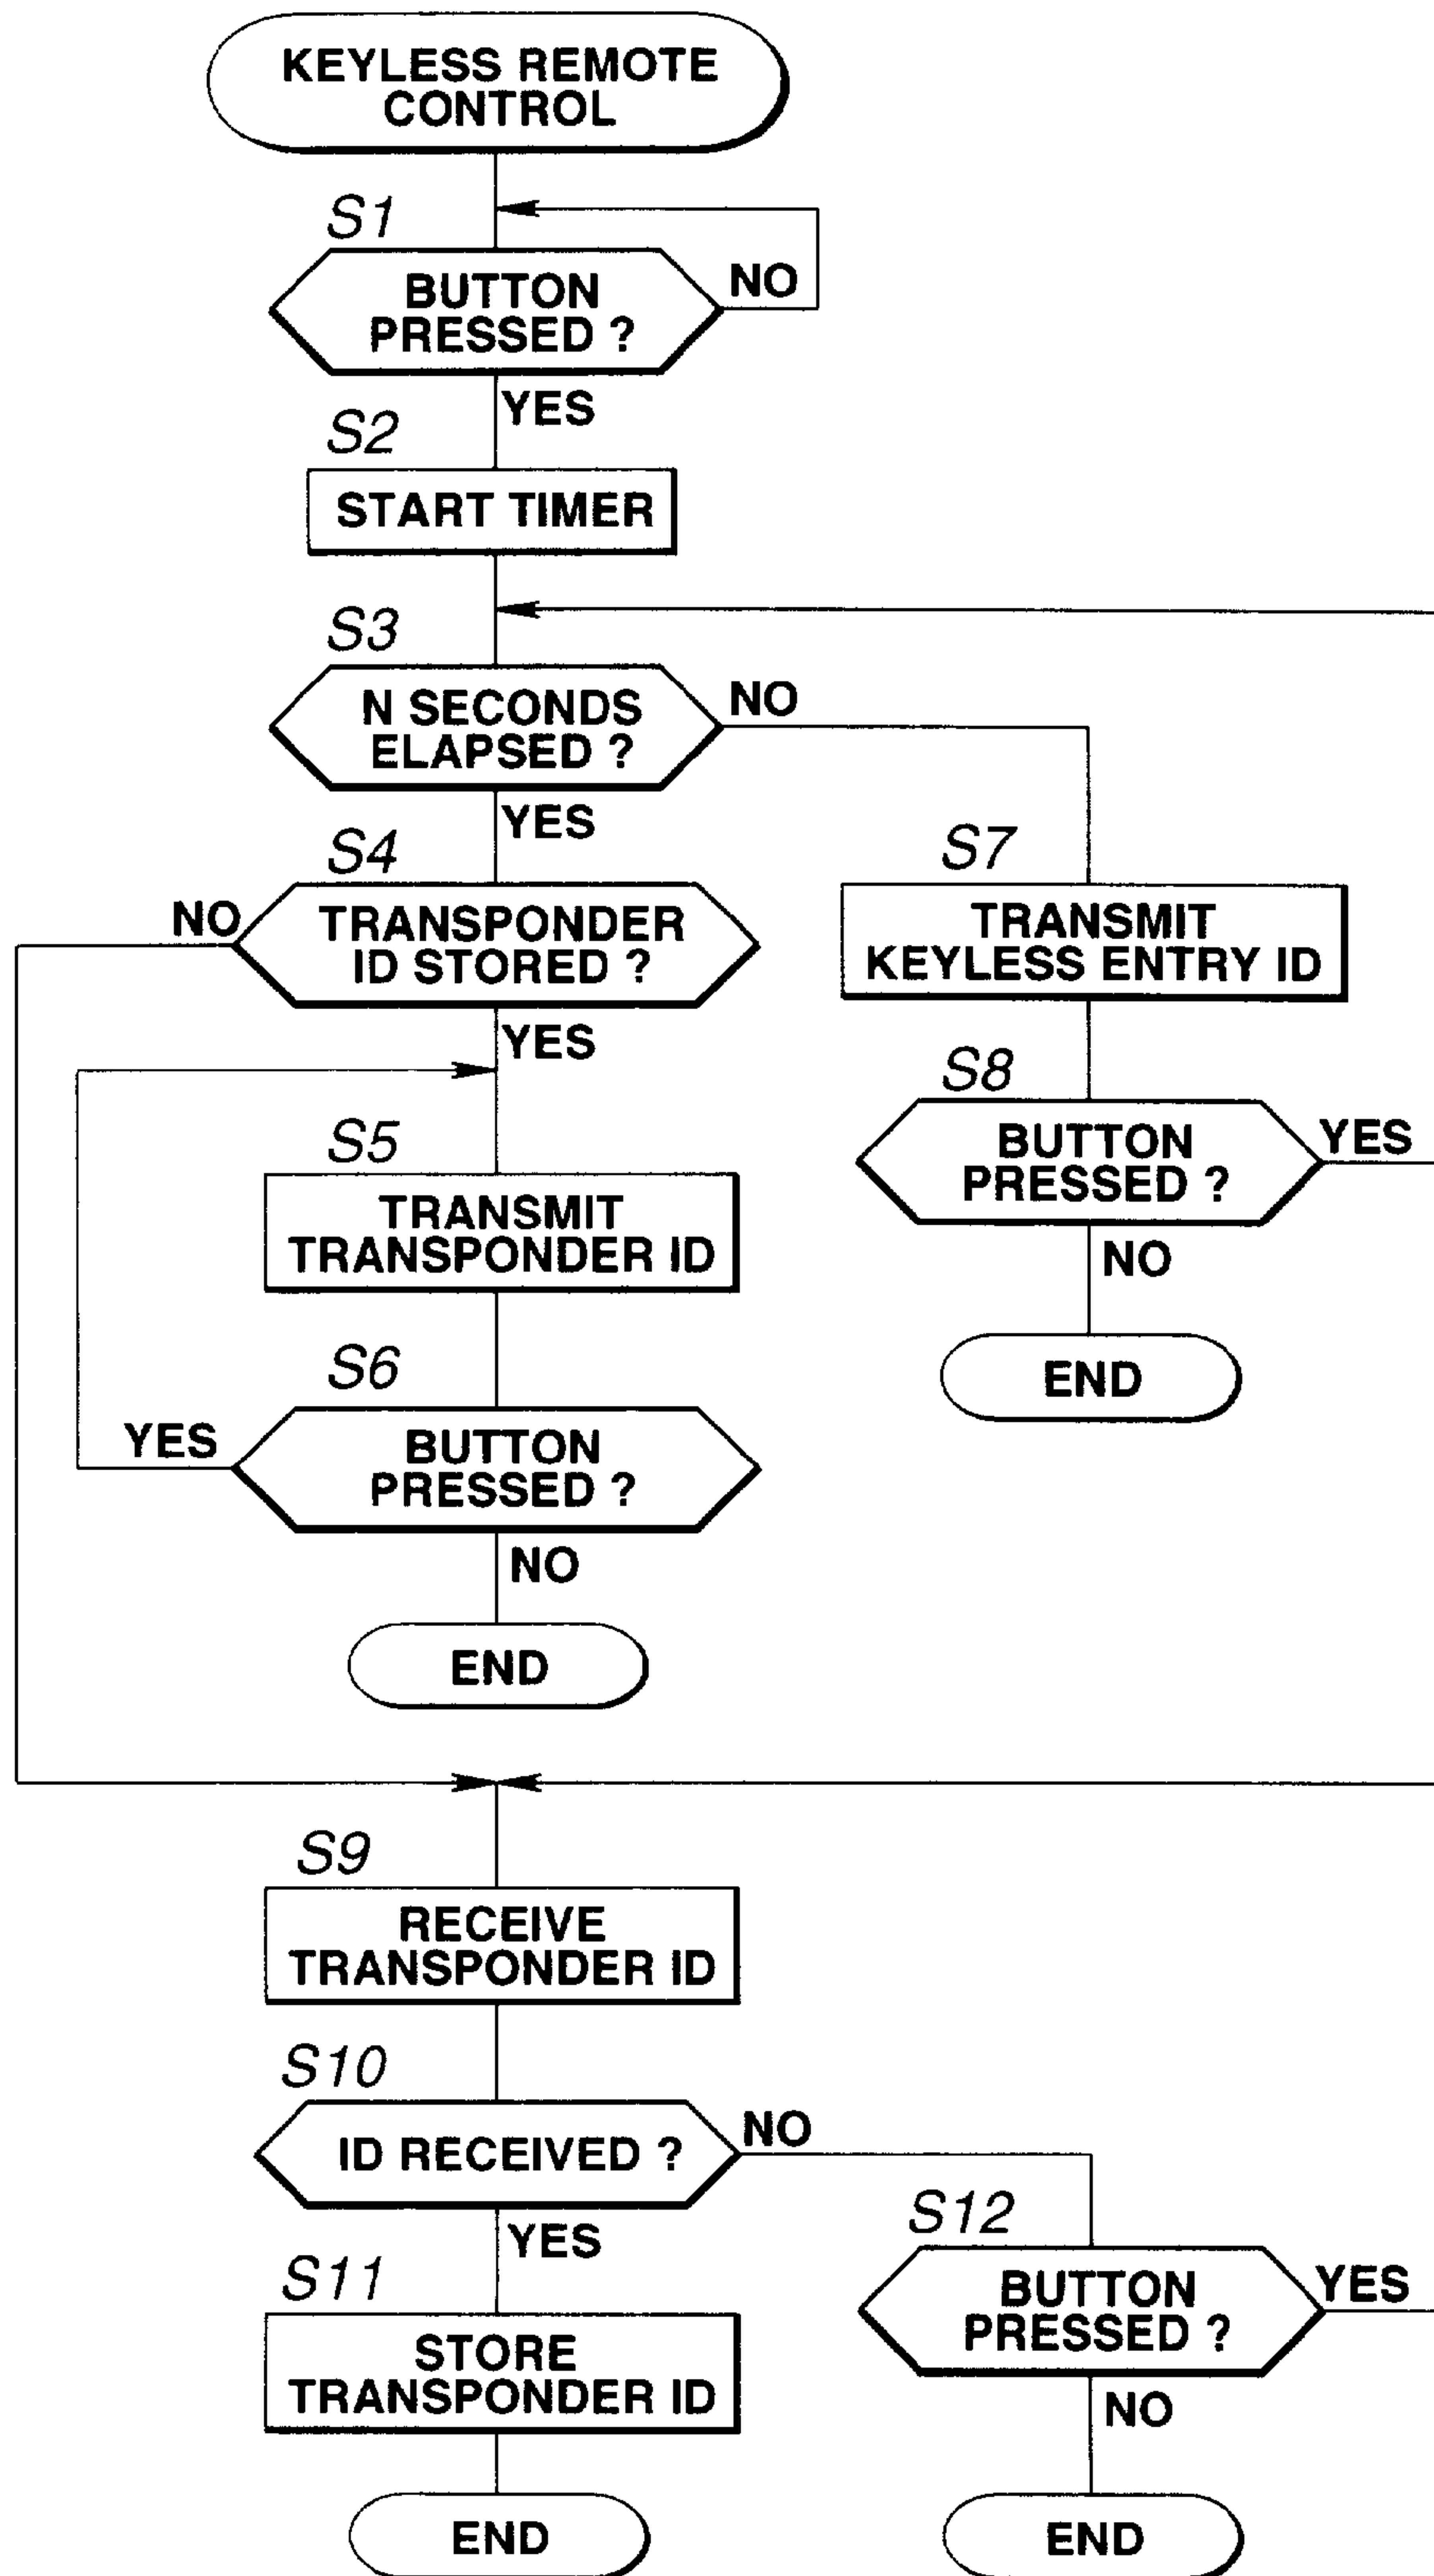 KEYLESS REMOTE
CONTROL
S1
BUTTON
PRESSED ?
NO
YES
S2
START TIMER
S3
N SECONDS
ELAPSED ?
NO
YES
S4
NO
TRANSPONDER
ID STORED ?
YES
S5
TRANSMIT
TRANSPONDER ID
S6
YES
BUTTON
PRESSED ?
NO
END
S7
TRANSMIT
KEYLESS ENTRY ID
S8
BUTTON
PRESSED ?
YES
NO
END
S9
RECEIVE
TRANSPONDER ID
S10
ID RECEIVED ?
NO
YES
S11
STORE
TRANSPONDER ID
END
S12
BUTTON
PRESSED ?
YES
NO
END